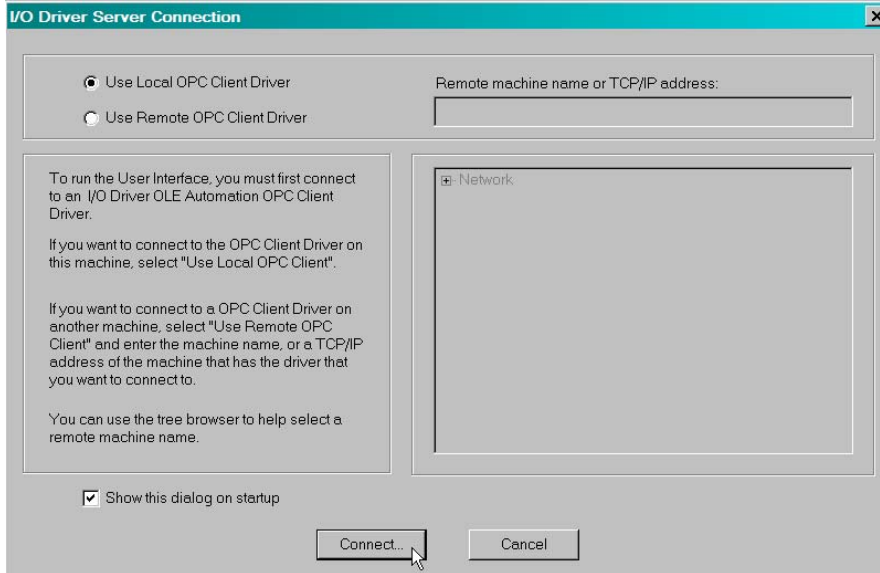 I/O Driver Server Connection
Use Local OPC Client Driver
Use Remote OPC Client Driver
Remote machine name or TCP/IP address:
To run the User Interface, you must first connect
to an I/O Driver OLE Automation OPC Client
Driver.
If you want to connect to the OPC Client Driver on
this machine, select "Use Local OPC Client".
If you want to connect to a OPC Client Driver on
another machine, select "Use Remote OPC
Client" and enter the machine name, or a TCP/IP
address of the machine that has the driver that
you want to connect to.
You can use the tree browser to help select a
remote machine name.
Network
Show this dialog on startup
Connect...
Cancel